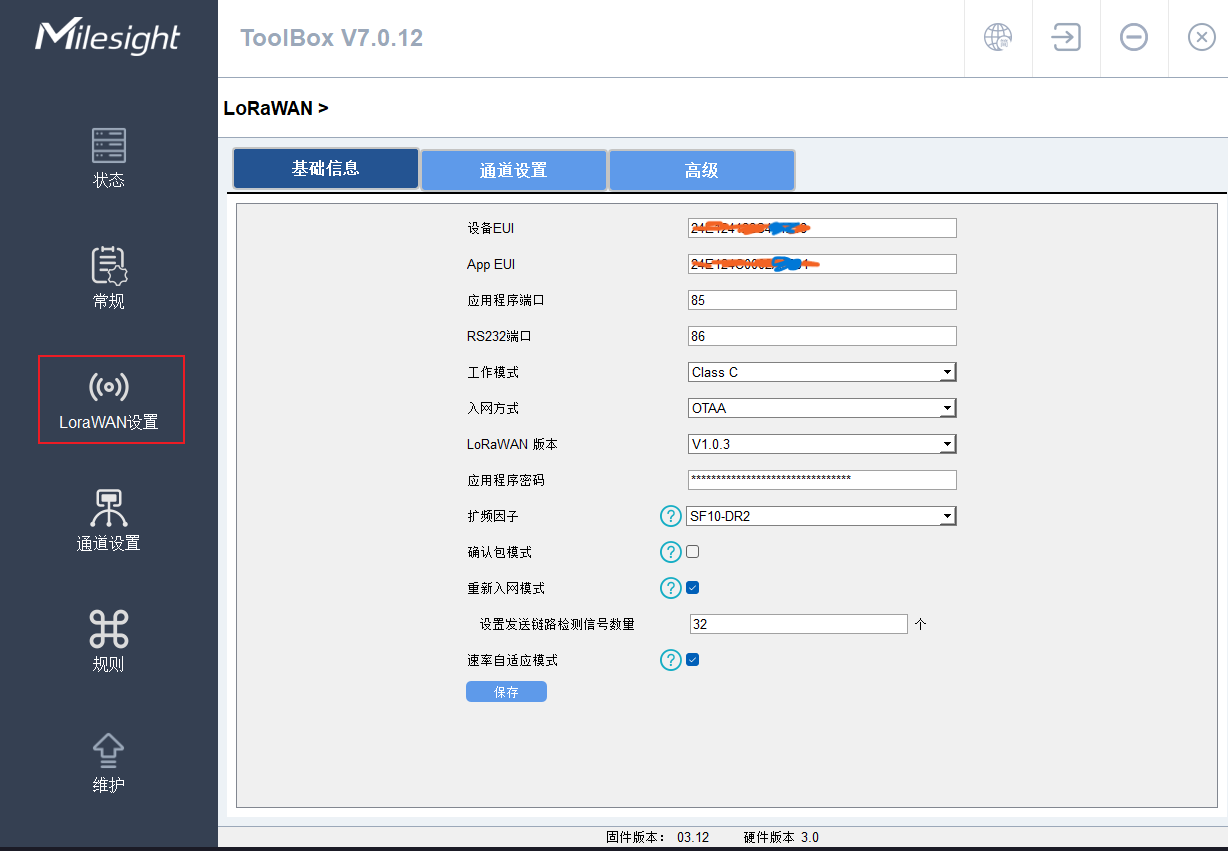 Milesight
ToolBox V7.0.12
简
LoRaWAN >
状态
常规
LoraWAN设置
通道设置
规则
维护
基础信息 通道设置 高级
设备EUI
App EUI
应用程序端口 85
RS232端口 86
工作模式 Class C
入网方式 OTAA
LoRaWAN 版本 V1.0.3
应用程序密码 ********************************
扩频因子 ? SF10-DR2
确认包模式 ?
重新入网模式 ?
设置发送链路检测信号数量 32 个
速率自适应模式 ?
保存
固件版本： 03.12 硬件版本 3.0